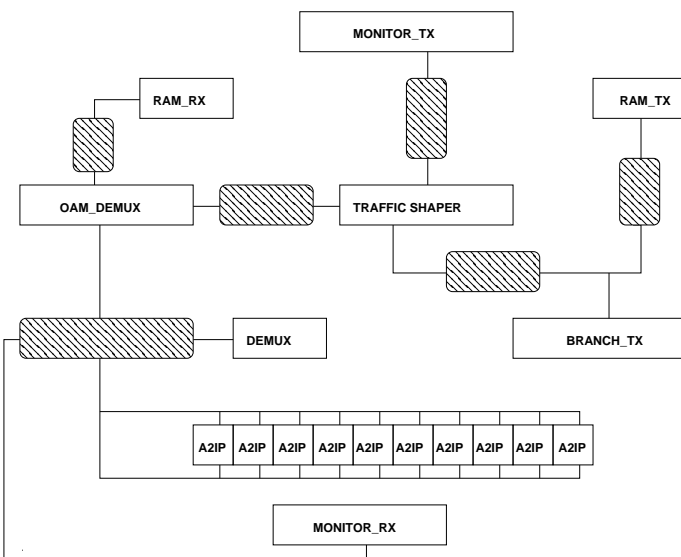 MONITOR_TX
RAM_RX
RAM_TX
OAM_DEMUX
TRAFFIC SHAPER
DEMUX
BRANCH_TX
A2IP A2IP A2IP A2IP A2IP A2IP A2IP A2IP A2IP A2IP
MONITOR_RX